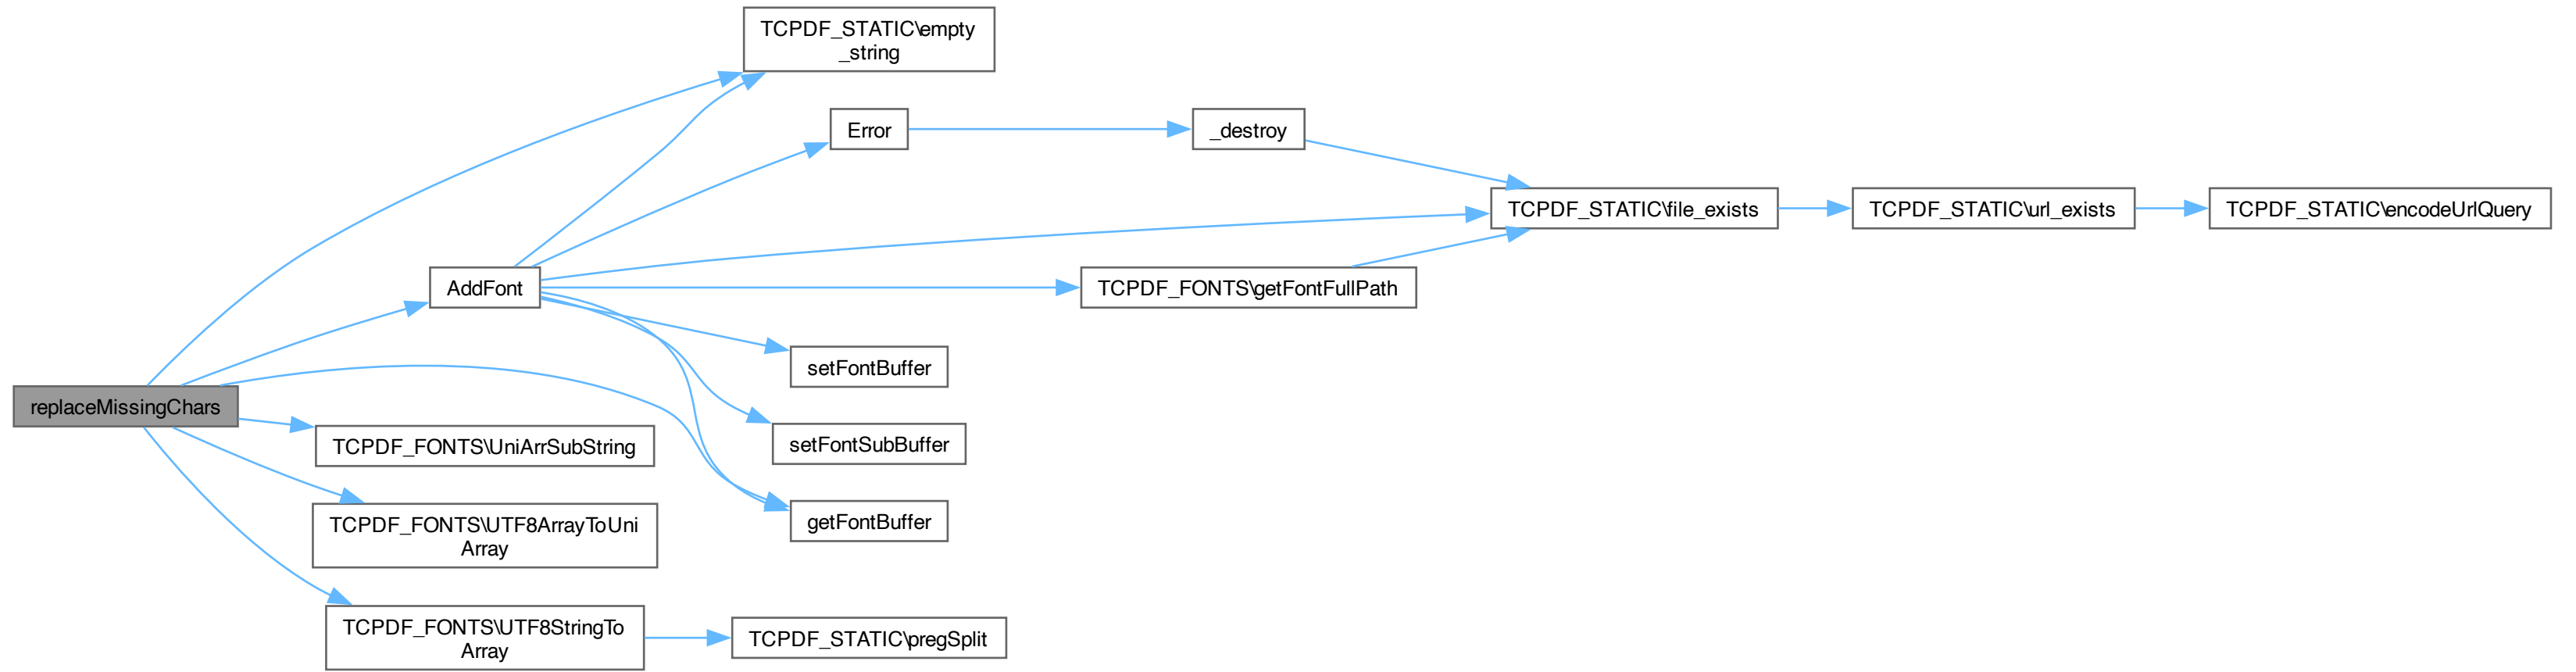 TCPDF_STATIC\empty
_string
Error
_destroy
TCPDF_STATIC\file_exists
TCPDF_STATIC\url_exists
TCPDF_STATIC\encodeUrlQuery
AddFont
TCPDF_FONTS\getFontFullPath
setFontBuffer
replaceMissingChars
TCPDF_FONTS\UniArrSubString
setFontSubBuffer
TCPDF_FONTS\UTF8ArrayToUni
Array
getFontBuffer
TCPDF_FONTS\UTF8StringTo
Array
TCPDF_STATIC\pregSplit